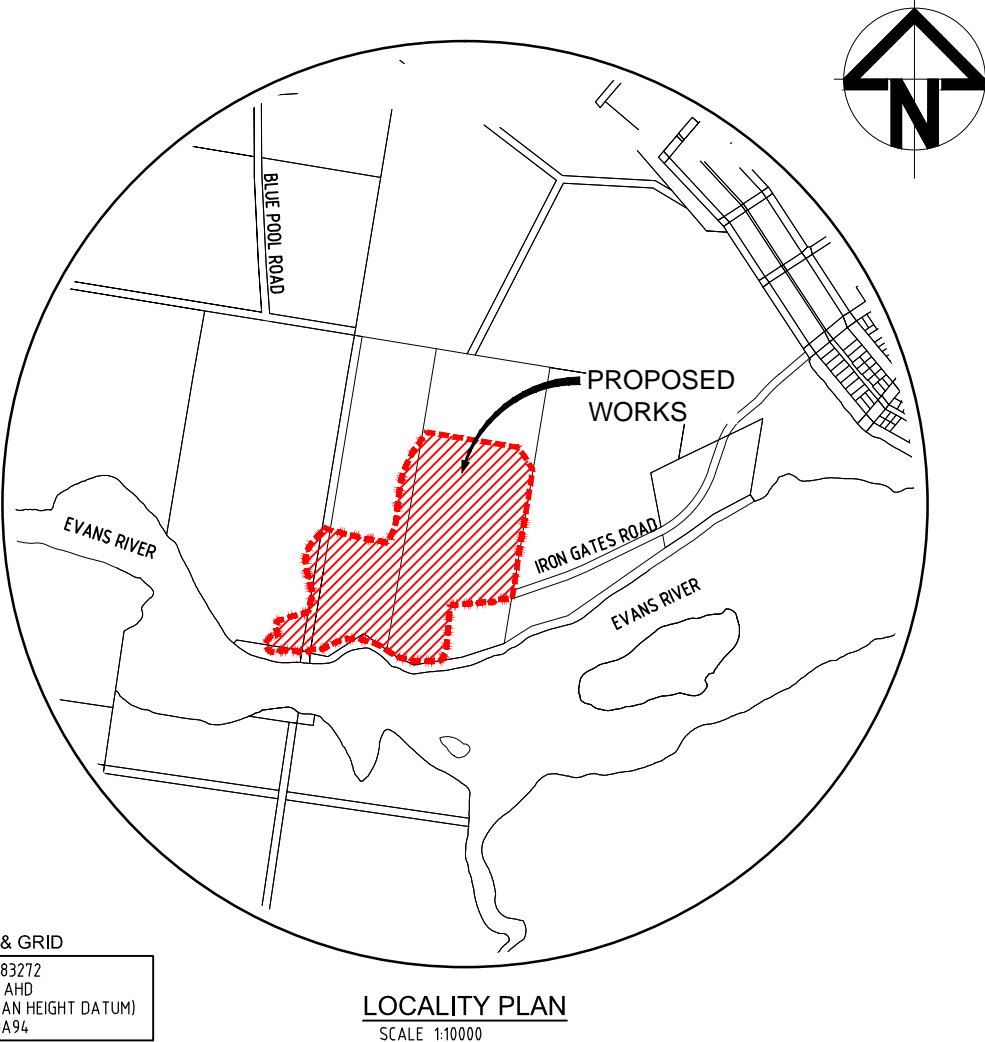 N
BLUE POOL ROAD
PROPOSED
WORKS
EVANS RIVER
IRON GATES ROAD
EVANS RIVER
& GRID
83272
AHD
AN HEIGHT DATUM)
A94
LOCALITY PLAN
SCALE 1:10000